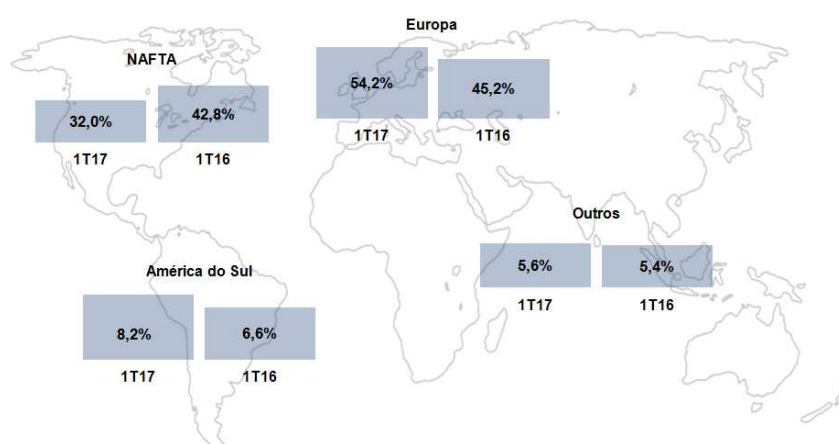 Europa
NAFTA
54,2% 45,2%
32,0% 42,8%
1T17 1T16
1T17 1T16
Outros
5,6% 5,4%
América do Sul
1T17 1T16
8,2% 6,6%
1T17 1T16